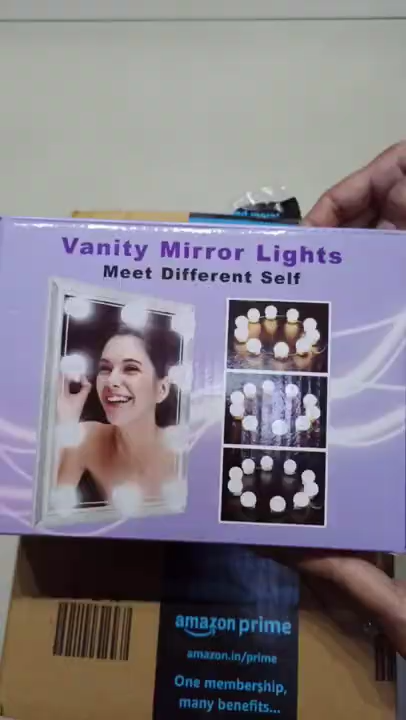 Vanity Mirror Lights
Meet Different Self
amazon prime
amazon.in/prime
One membership,
many benefits...